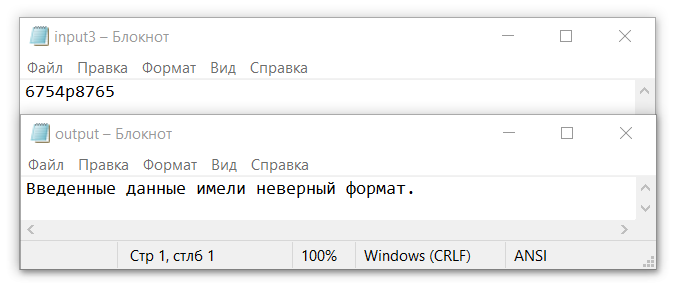 input3 – Блокнот
Файл Правка Формат Вид Справка
6754p8765
output – Блокнот
Файл Правка Формат Вид Справка
Введенные данные имели неверный формат.
Стр 1, стлб 1 100% Windows (CRLF) ANSI